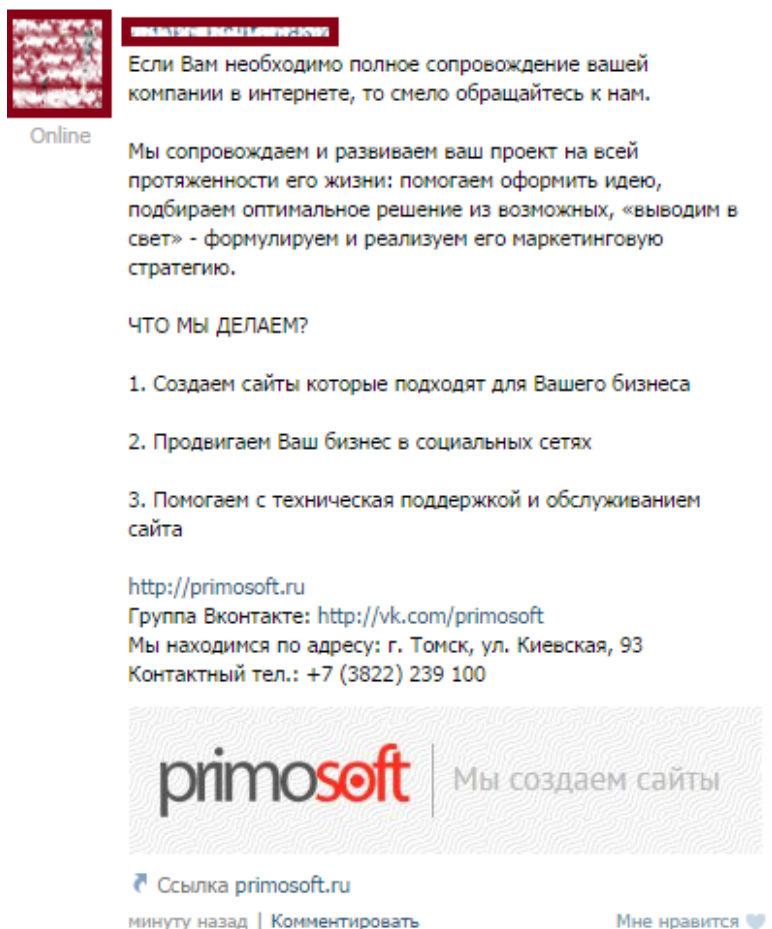 Если Вам необходимо полное сопровождение вашей
компании в интернете, то смело обращайтесь к нам.
Online
Мы сопровождаем и развиваем ваш проект на всей
протяженности его жизни: помогаем оформить идею,
подбираем оптимальное решение из возможных, «выводим в
свет» - формулируем и реализуем его маркетинговую
стратегию.
ЧТО МЫ ДЕЛАЕМ?
1. Создаем сайты которые подходят для Вашего бизнеса
2. Продвигаем Ваш бизнес в социальных сетях
3. Помогаем с техническая поддержкой и обслуживанием
сайта
http://primosoft.ru
Группа Вконтакте: http://vk.com/primosoft
Мы находимся по адресу: г. Томск, ул. Киевская, 93
Контактный тел.: +7 (3822) 239 100
primosoft | Мы создаем сайты
Ссылка primosoft.ru
минуту назад | Комментировать Мне нравится